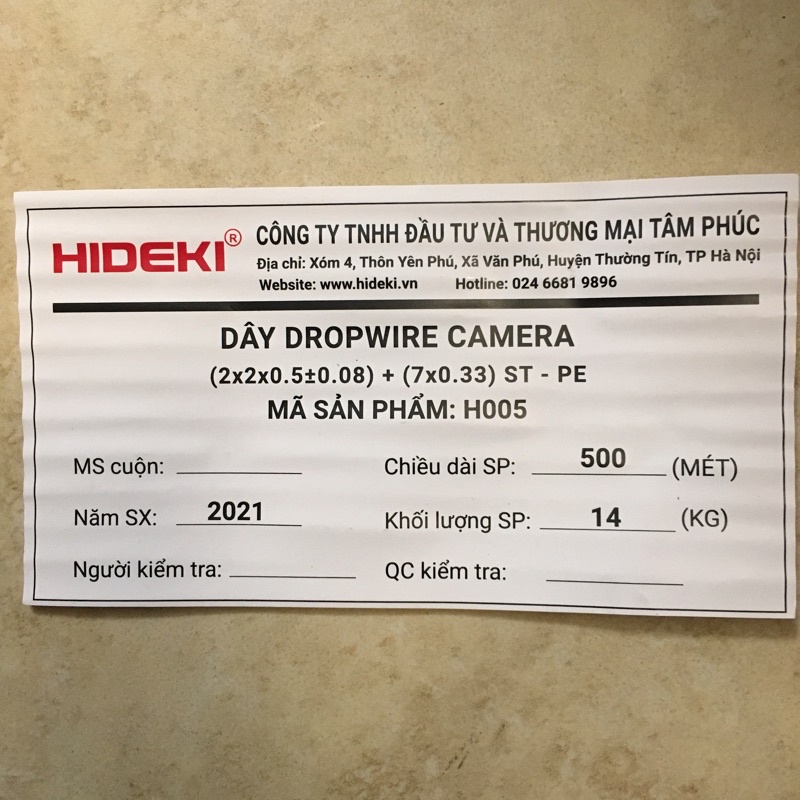 HIDEKI®
CÔNG TY TNHH ĐẦU TƯ VÀ THƯƠNG MẠI TÂM PHÚC
Địa chỉ: Xóm 4, Thôn Yên Phú, Xã Văn Phú, Huyện Thường Tín, TP Hà Nội
Website: www.hideki.vn Hotline: 024 6681 9896
DÂY DROPWIRE CAMERA
(2x2x0.5±0.08) + (7x0.33) ST - PE
MÃ SẢN PHẨM: H005
MS cuộn: Chiều dài SP: 500 (MÉT)
Năm SX: 2021 Khối lượng SP: 14 (KG)
Người kiểm tra: QC kiểm tra: